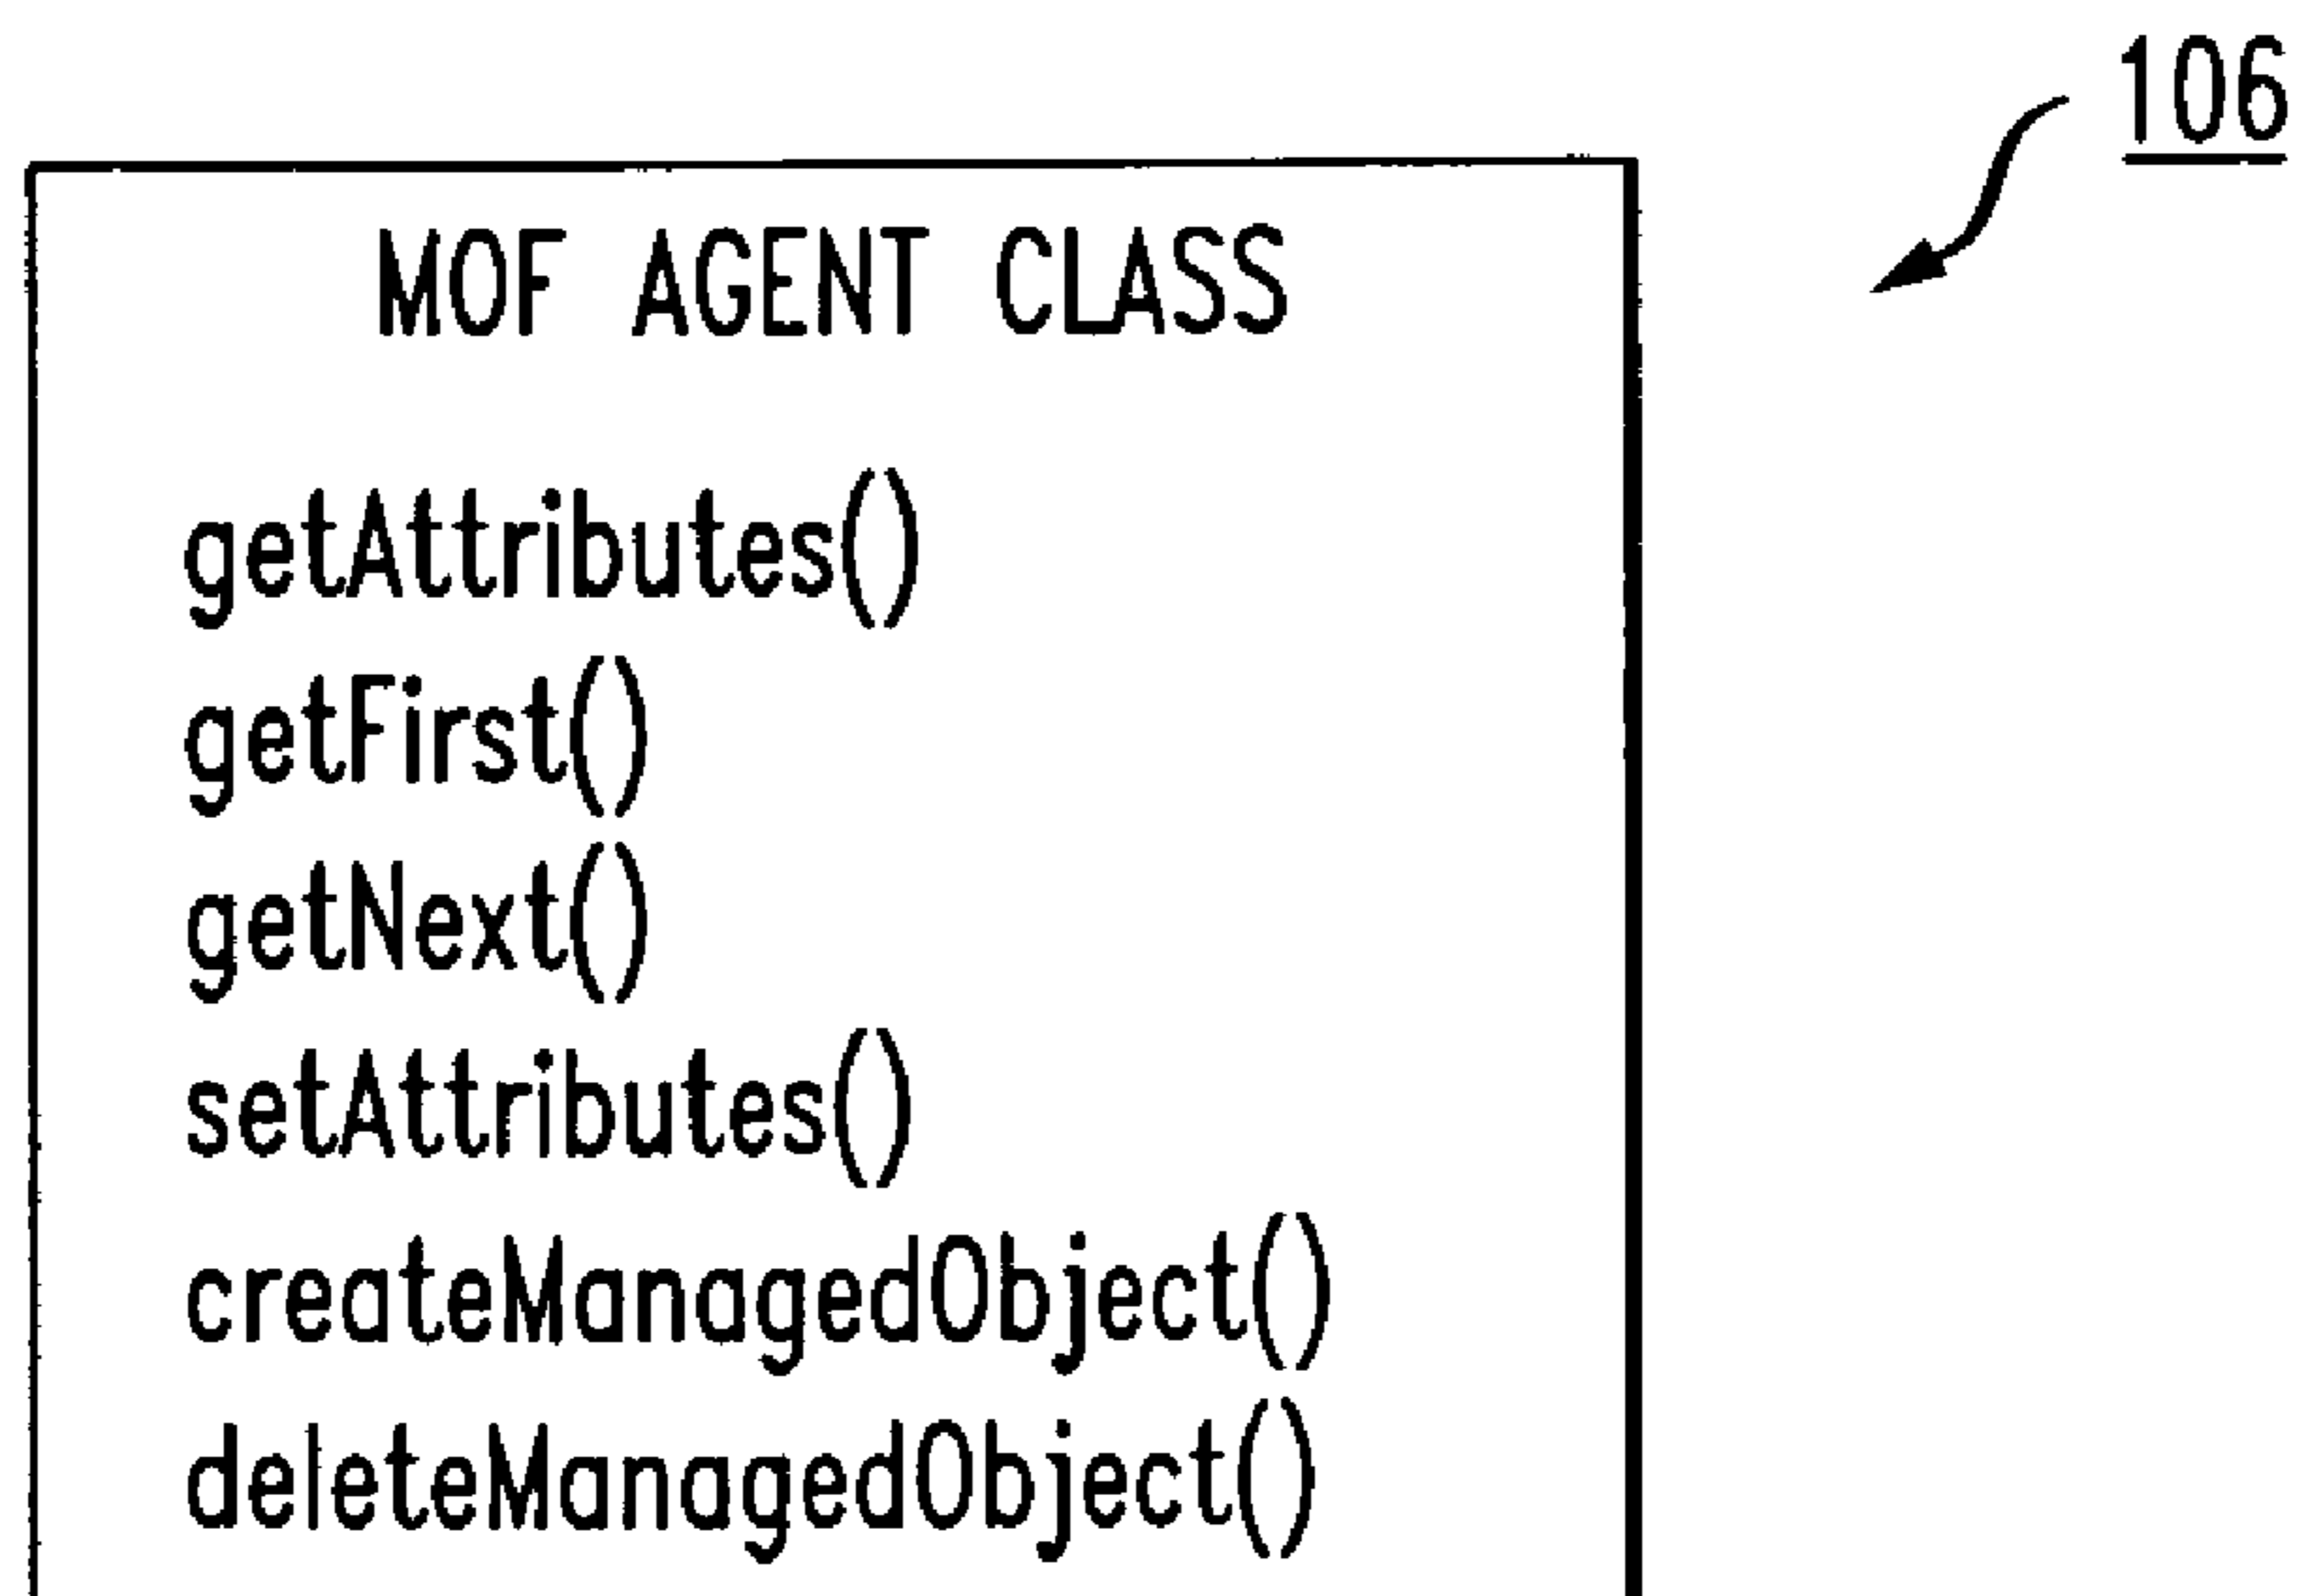 106
MOF AGENT CLASS
getAttributes()
getFirst()
getNext()
setAttributes()
createManagedObject()
deleteManagedObject()